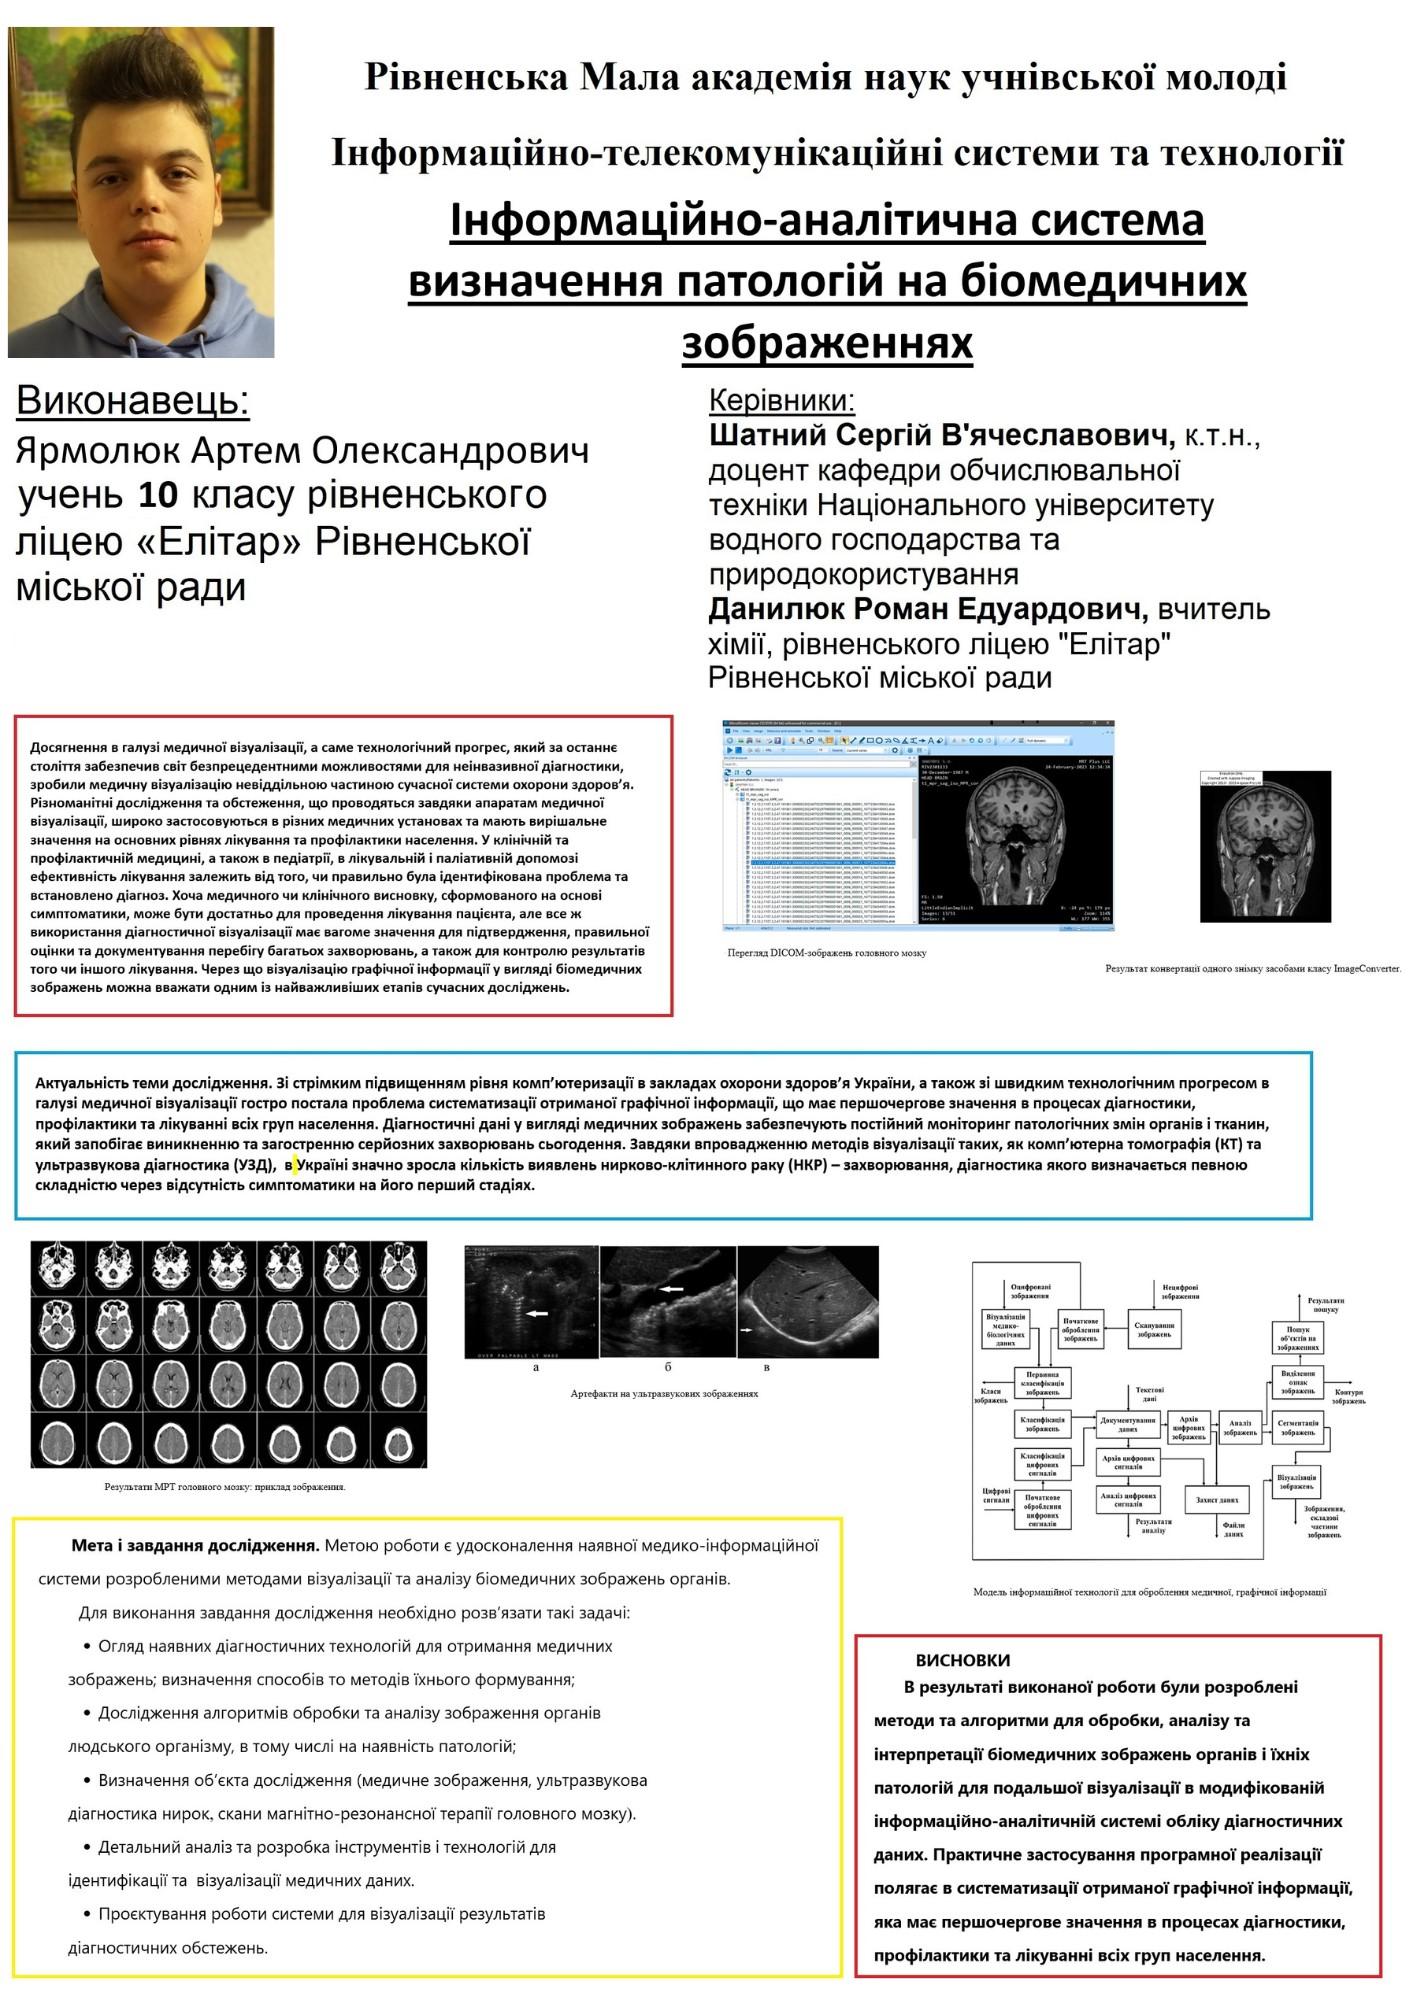 Рівненська Мала академія наук учнівської молоді
Інформаційно-телекомунікаційні системи та технології
Інформаційно-аналітична система
визначення патологій на біомедичних
зображеннях
Виконавець:
Ярмолюк Артем Олександрович
учень 10 класу рівненського
ліцею «Елітар» Рівненської
міської ради
Керівники:
Шатний Сергій В'ячеславович, к.т.н.,
доцент кафедри обчислювальної
техніки Національного університету
водного господарства та
природокористування
Данилюк Роман Едуардович, вчитель
хімії, рівненського ліцею "Елітар"
Рівненської міської ради
Досягнення в галузі медичної візуалізації, а саме технологічний прогрес, який за останнє
століття забезпечив світ безпрецедентними можливостями для неінвазивної діагностики,
зробили медичну візуалізацію невіддільною частиною сучасної системи охорони здоров’я.
Різноманітні дослідження та обстеження, що проводяться завдяки апаратам медичної
візуалізації, широко застосовуються в різних медичних установах та мають вирішальне
значення на основних рівнях лікування та профілактики населення. У клінічній та
профілактичній медицині, а також в педіатрії, в лікувальній і паліативній допомозі
ефективність лікування залежить від того, чи правильно була ідентифікована проблема та
встановлено діагноз. Хоча медичного чи клінічного висновку, сформованого на основі
симптоматики, може бути достатньо для проведення лікування пацієнта, але все ж
використання діагностичної візуалізації має вагоме значення для підтвердження, правильної
оцінки та документування перебігу багатьох захворювань, а також для контролю результатів
того чи іншого лікування. Через що візуалізацію графічної інформації у вигляді біомедичних
зображень можна вважати одним із найважливіших етапів сучасних досліджень.
Перегляд DICOM-зображень головного мозку
Результат конвертації одного знімку засобами класу ImageConverter.
Актуальність теми дослідження. Зі стрімким підвищенням рівня комп’ютеризації в закладах охорони здоров’я України, а також зі швидким технологічним прогресом в
галузі медичної візуалізації гостро постала проблема систематизації отриманої графічної інформації, що має першочергове значення в процесах діагностики,
профілактики та лікуванні всіх груп населення. Діагностичні дані у вигляді медичних зображень забезпечують постійний моніторинг патологічних змін органів і тканин,
який запобігає виникненню та загостренню серйозних захворювань сьогодення. Завдяки впровадженню методів візуалізації таких, як комп’ютерна томографія (КТ) та
ультразвукова діагностика (УЗД), в Україні значно зросла кількість виявлень нирково-клітинного раку (НКР) – захворювання, діагностика якого визначається певною
складністю через відсутність симптоматики на його перший стадіях.
Результати МРТ головного мозку: приклад зображення.
OVER PALPABLE LT MASS
а б в
Артефакти на ультразвукових зображеннях
Оцифровані
зображення
Нецифрові
зображення
Результати
пошуку
Візуалізація
медико-
біологічних
даних
Початкове
оброблення
зображень
Сканування
зображень
Пошук
об'єктів на
зображеннях
Первинна
класифікація
зображень
Класи
зображень
Текстові
дані
Виділення
ознак
зображень
Контури
зображень
Класифікація
зображень
Документування
даних
Архів
цифрових
зображень
Аналіз
зображень
Сегментація
зображень
Класифікація
цифрових
сигналів
Архів цифрових
сигналів
Візуалізація
зображень
Цифрові
сигнали
Початкове
оброблення
цифрових
сигналів
Аналіз цифрових
сигналів
Захист даних
Результати
аналізу
Файли
даних
Зображення,
складові
частини
зображень
Модель інформаційної технології для оброблення медичної, графічної інформації
Мета і завдання дослідження. Метою роботи є удосконалення наявної медико-інформаційної
системи розробленими методами візуалізації та аналізу біомедичних зображень органів.
Для виконання завдання дослідження необхідно розв’язати такі задачі:
• Огляд наявних діагностичних технологій для отримання медичних
зображень; визначення способів то методів їхнього формування;
• Дослідження алгоритмів обробки та аналізу зображення органів
людського організму, в тому числі на наявність патологій;
• Визначення об’єкта дослідження (медичне зображення, ультразвукова
діагностика нирок, скани магнітно-резонансної терапії головного мозку).
• Детальний аналіз та розробка інструментів і технологій для
ідентифікації та візуалізації медичних даних.
• Проєктування роботи системи для візуалізації результатів
діагностичних обстежень.
ВИСНОВКИ
В результаті виконаної роботи були розроблені
методи та алгоритми для обробки, аналізу та
інтерпретації біомедичних зображень органів і їхніх
патологій для подальшої візуалізації в модифікованій
інформаційно-аналітичній системі обліку діагностичних
даних. Практичне застосування програмної реалізації
полягає в систематизації отриманої графічної інформації,
яка має першочергове значення в процесах діагностики,
профілактики та лікуванні всіх груп населення.